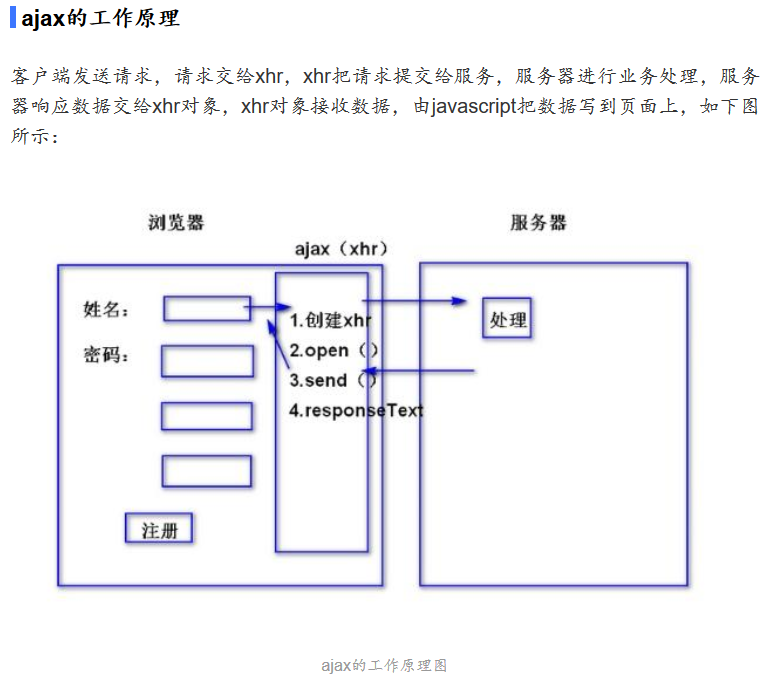 ajax的工作原理
客户端发送请求，请求交给xhr，xhr把请求提交给服务，服务器进行业务处理，服务
器响应数据交给xhr对象，xhr对象接收数据，由javascript把数据写到页面上，如下图
所示：
浏览器
服务器
ajax（xhr）
姓名：
1.创建xhr
处理
密码：
2.open（）
3.send（）
4.responseText
注册
ajax的工作原理图